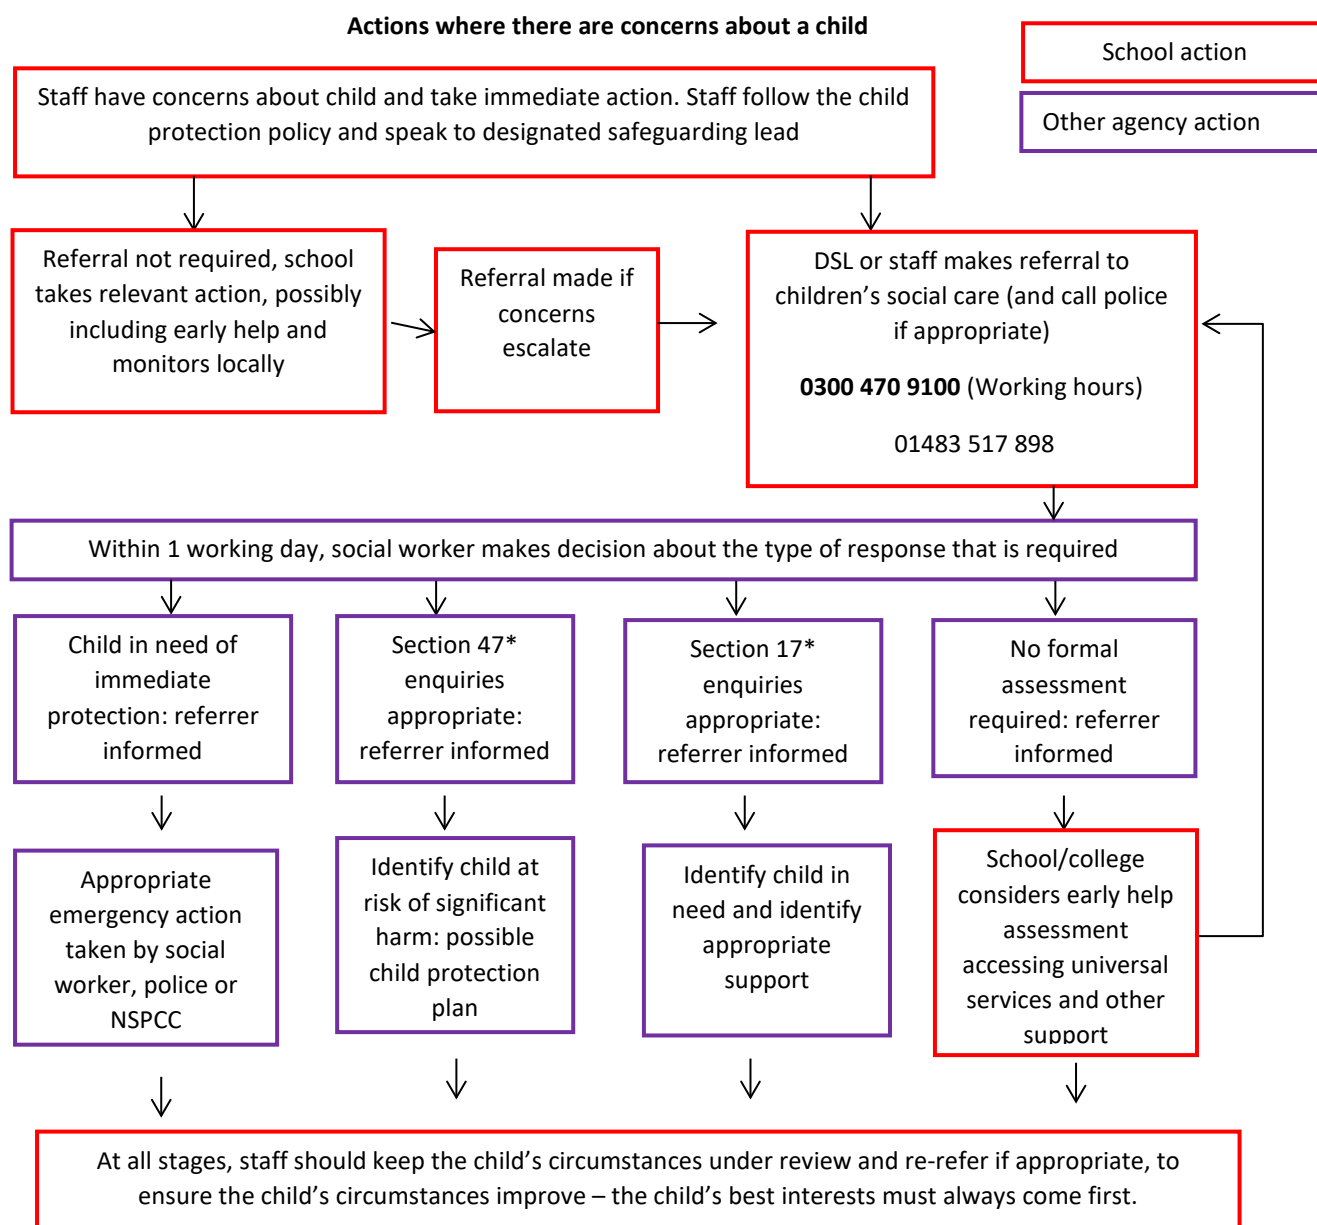 Actions where there are concerns about a child
School action
Other agency action
Staff have concerns about child and take immediate action. Staff follow the child
protection policy and speak to designated safeguarding lead
Referral not required, school
takes relevant action, possibly
including early help and
monitors locally
Referral made if
concerns
escalate
DSL or staff makes referral to
children’s social care (and call police
if appropriate)
0300 470 9100 (Working hours)
01483 517 898
Within 1 working day, social worker makes decision about the type of response that is required
Child in need of
immediate
protection: referrer
informed
Section 47*
enquiries
appropriate:
referrer informed
Section 17*
enquiries
appropriate:
referrer informed
No formal
assessment
required: referrer
informed
Appropriate
emergency action
taken by social
worker, police or
NSPCC
Identify child at
risk of significant
harm: possible
child protection
plan
Identify child in
need and identify
appropriate
support
School/college
considers early help
assessment
accessing universal
services and other
support
At all stages, staff should keep the child’s circumstances under review and re-refer if appropriate, to
ensure the child’s circumstances improve – the child’s best interests must always come first.